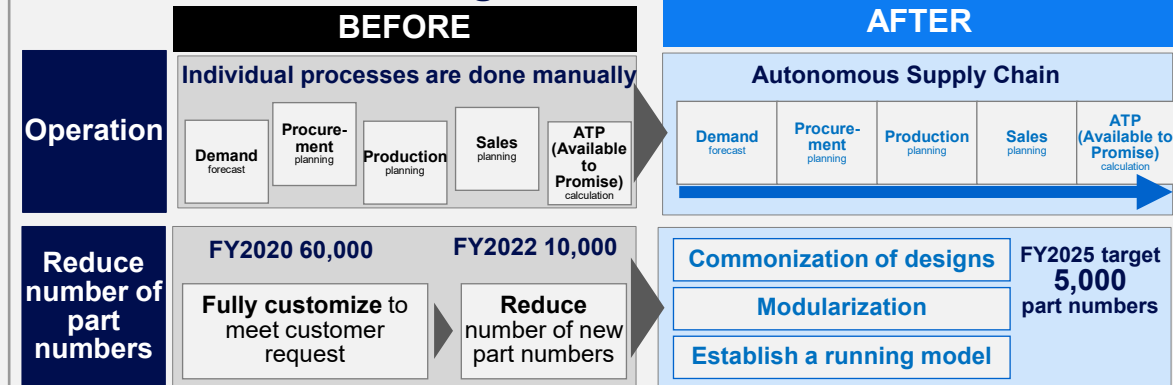 BEFORE
AFTER
Operation
Individual processes are done manually
Demand
forecast
Procure-
ment
planning
Production
planning
Sales
planning
ATP
(Available
to
Promise)
calculation
Autonomous Supply Chain
Demand
forecast
Procure-
ment
planning
Production
planning
Sales
planning
ATP
(Available to
Promise)
calculation
Reduce
number of
part
numbers
FY2020 60,000
FY2022 10,000
Fully customize to
meet customer
request
Reduce
number of new
part numbers
Commonization of designs
Modularization
Establish a running model
FY2025 target
5,000
part numbers